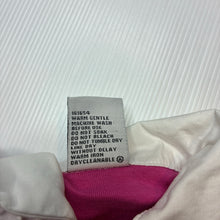 161654
WARM GENTLE
MACHINE WASH
BEFORE USE
DO NOT SOAK
DO NOT BLEACH
DO NOT TUMBLE DRY
LINE DRY
WITHOUT DELAY
WARM IRON
DRYCLEANABLE Ⓐ